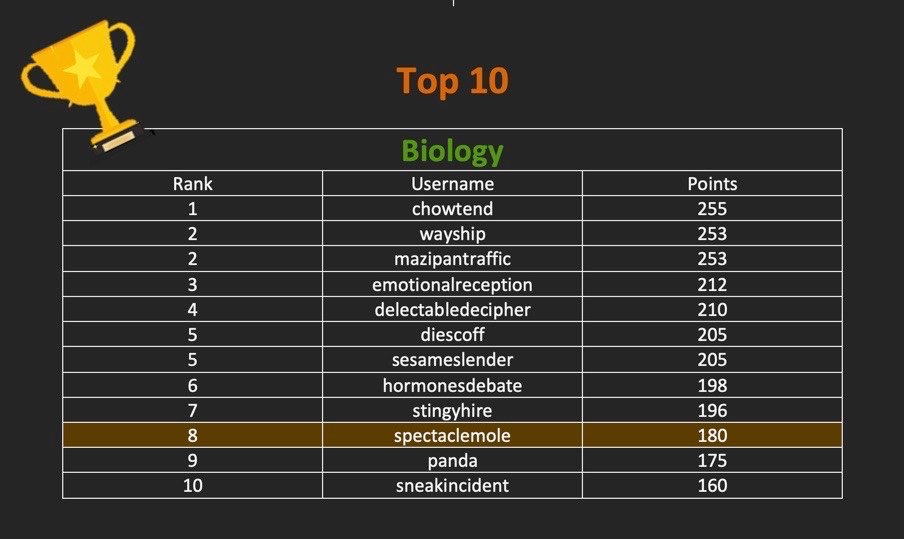 Top 10
Biology
Rank Username Points
1 chowtend 255
2 wayship 253
2 mazipantraffic 253
3 emotionalreception 212
4 delectabledecipher 210
5 diescoff 205
5 sesameslender 205
6 hormonesdebate 198
7 stingyhire 196
8 spectaclemole 180
9 panda 175
10 sneakincident 160